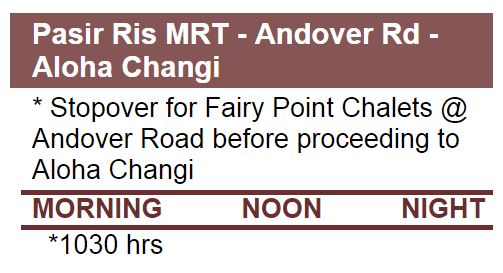 Pasir Ris MRT - Andover Rd -
Aloha Changi
* Stopover for Fairy Point Chalets @
Andover Road before proceeding to
Aloha Changi
MORNING NOON NIGHT
*1030 hrs